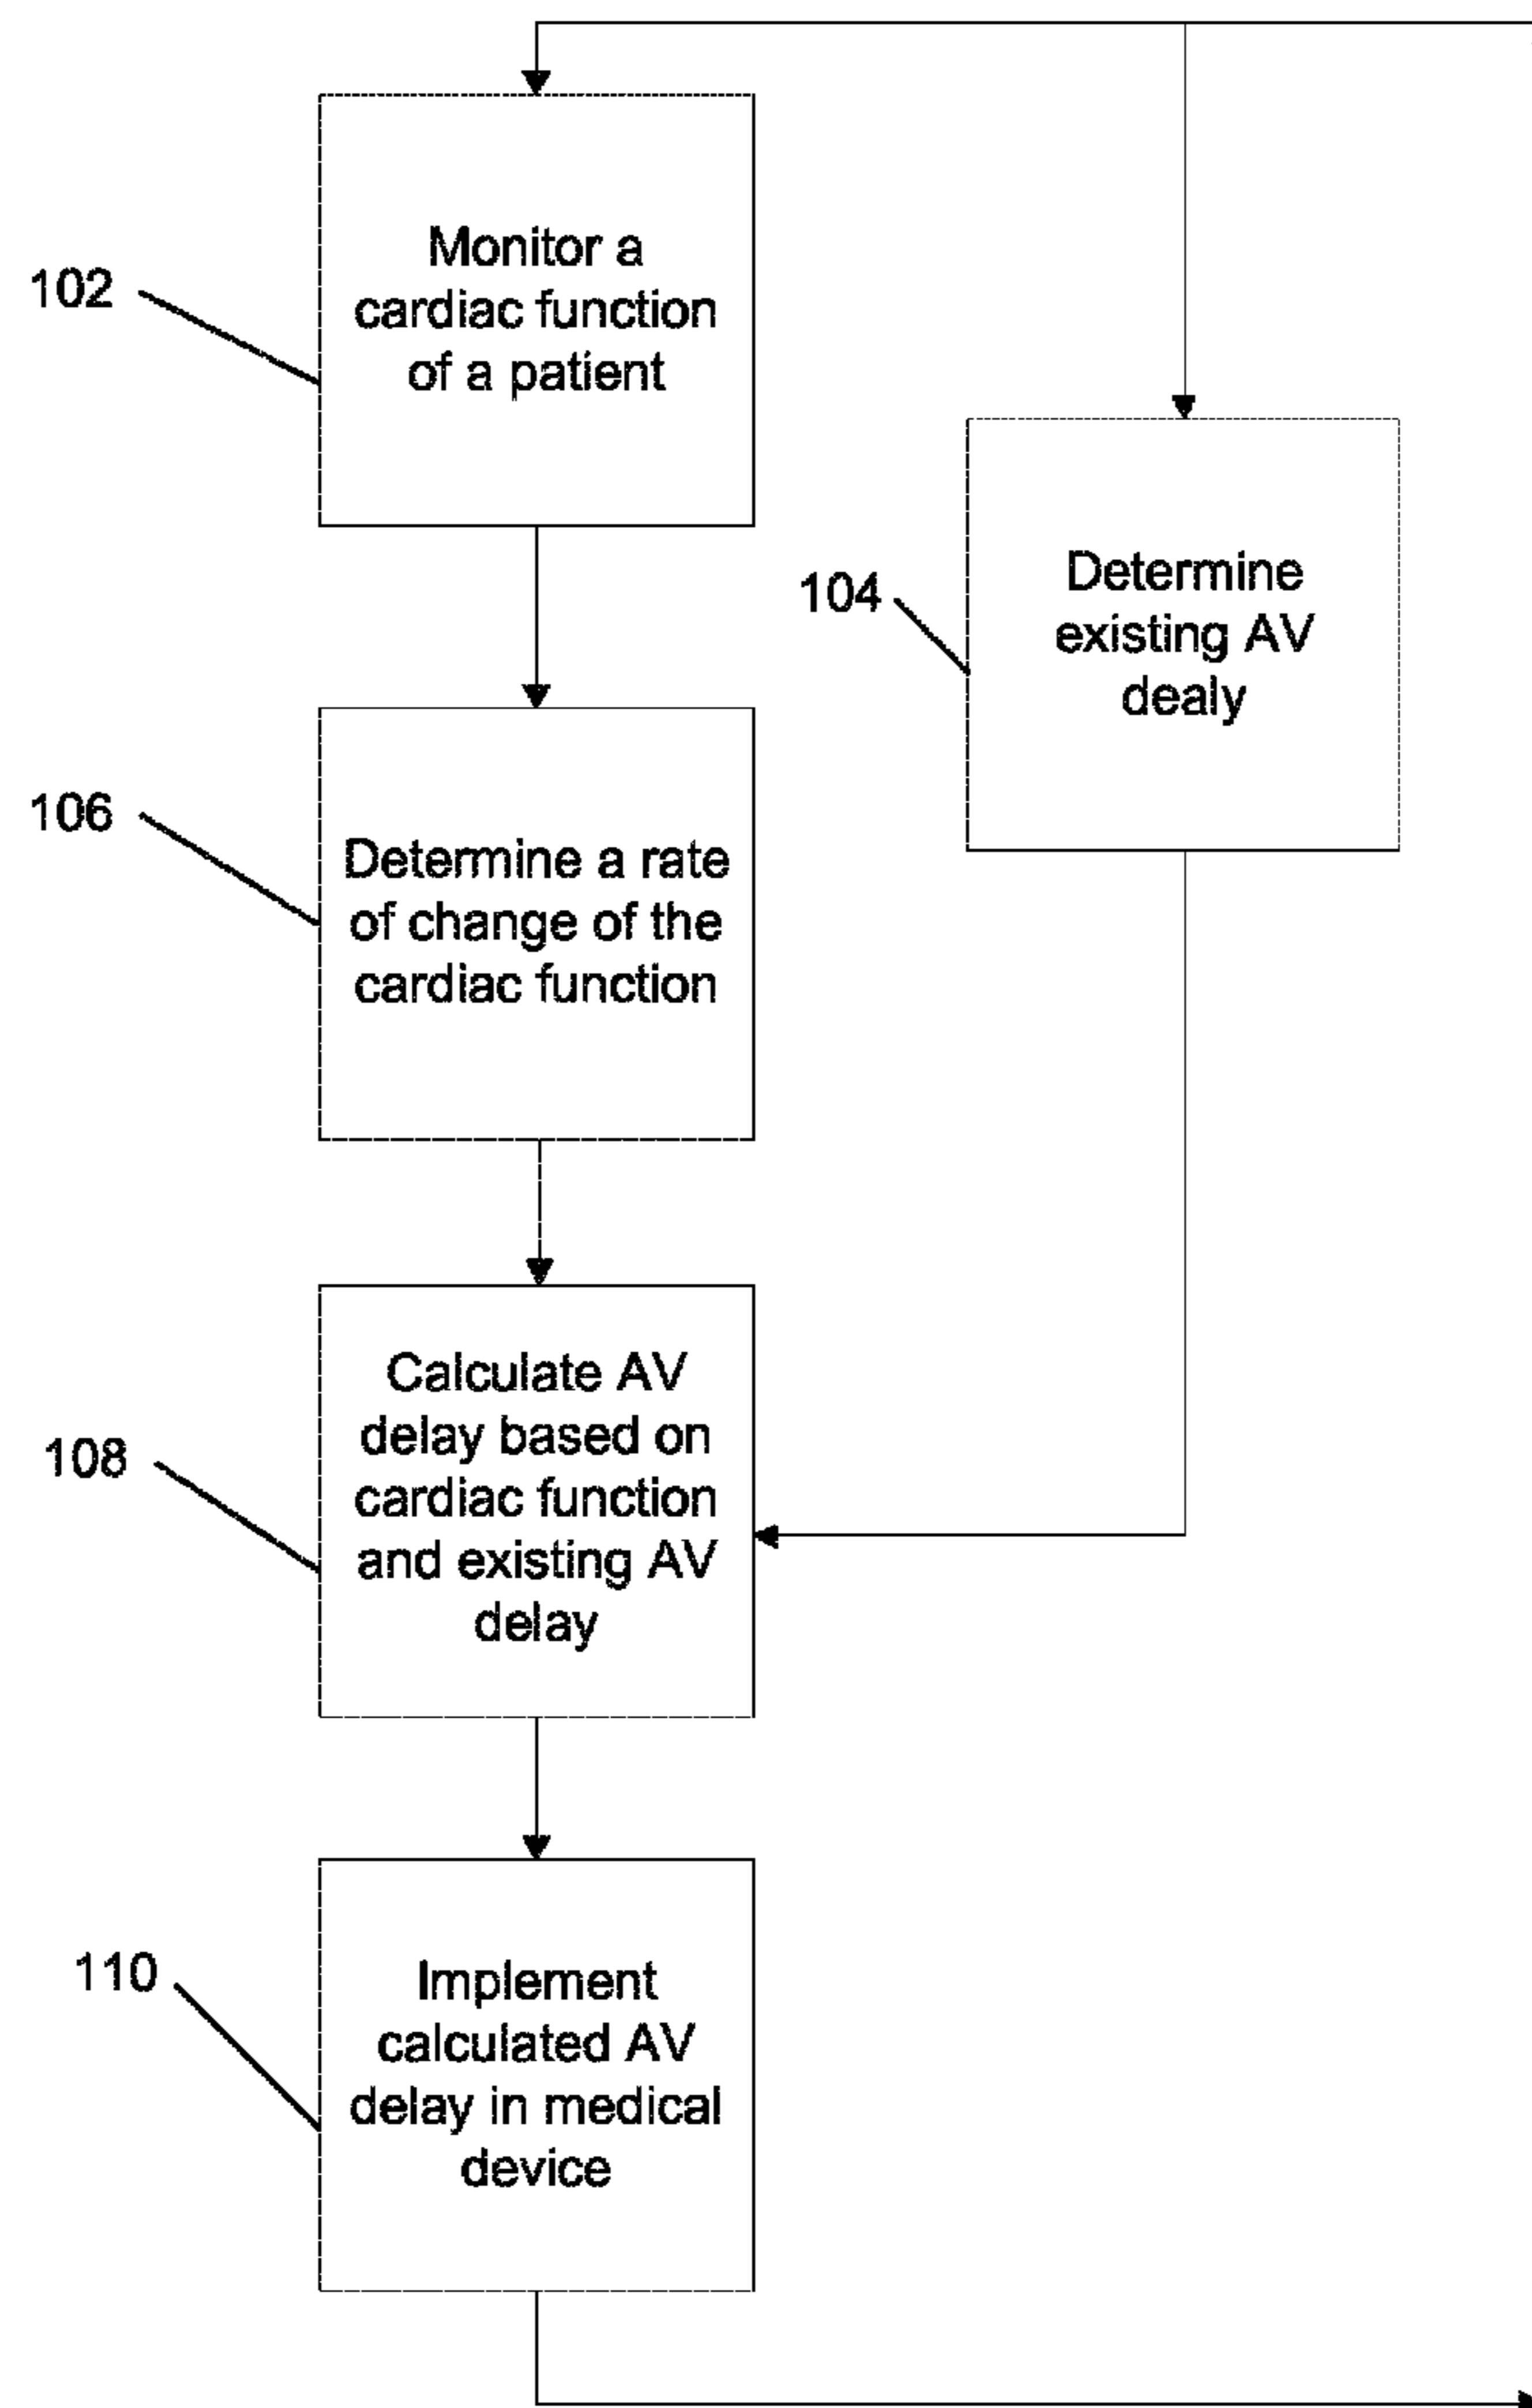 102
Monitor a
cardiac function
of a patient
104
Determine
existing AV
dealy
106
Determine a rate
of change of the
cardiac function
108
Calculate AV
delay based on
cardiac function
and existing AV
delay
110
Implement
calculated AV
delay in medical
device